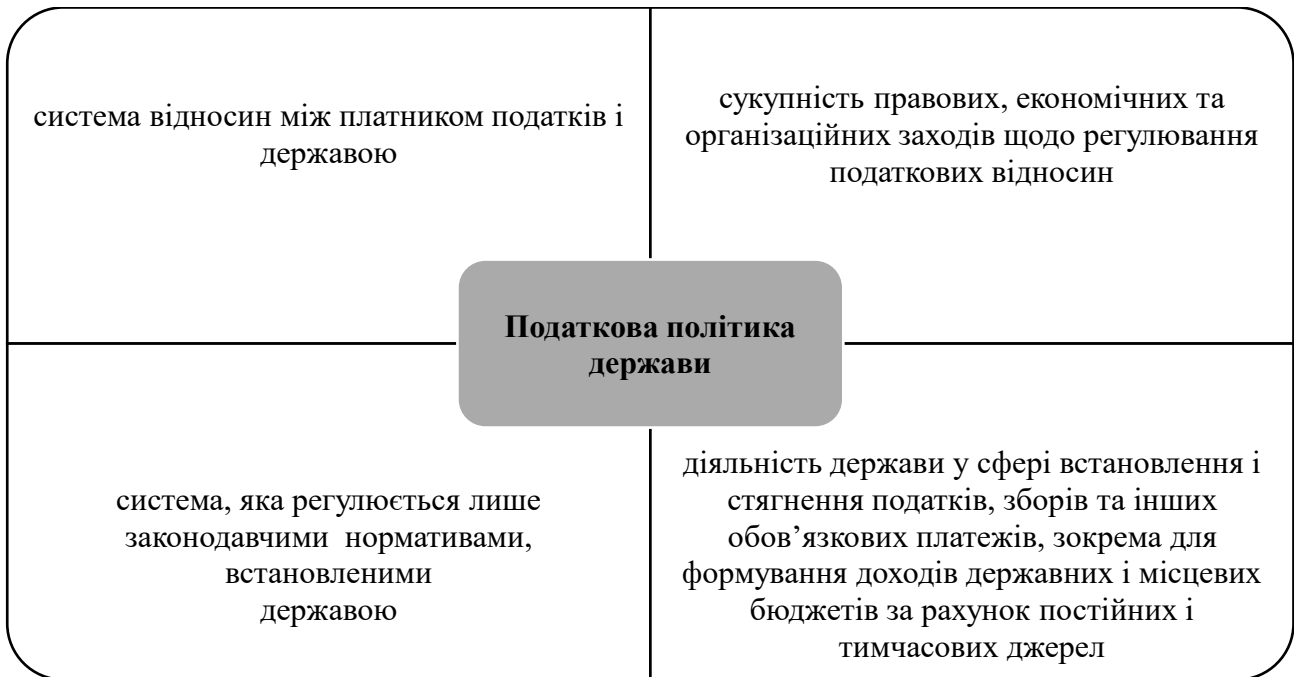 система відносин між платником податків і
державою
сукупність правових, економічних та
організаційних заходів щодо регулювання
податкових відносин
Податкова політика
держави
система, яка регулюється лише
законодавчими нормативами,
встановленими
державою
діяльність держави у сфері встановлення і
стягнення податків, зборів та інших
обов’язкових платежів, зокрема для
формування доходів державних і місцевих
бюджетів за рахунок постійних і
тимчасових джерел